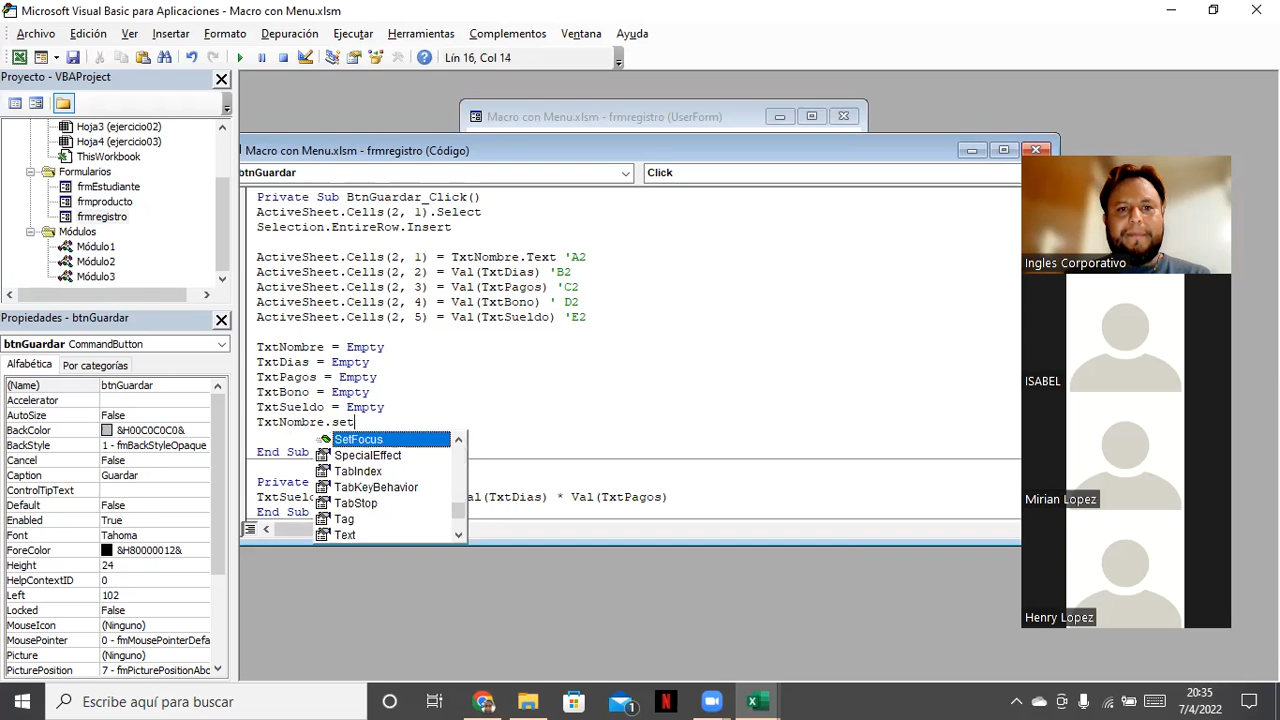 Microsoft Visual Basic para Aplicaciones - Macro con Menu.xlsm
Archivo Edición Ver Insertar Formato Depuración Ejecutar Herramientas Complementos Ventana Ayuda
Lín 16, Col 14
Proyecto - VBAProject
Hoja3 (ejercicio02)
Hoja4 (ejercicio03)
ThisWorkbook
Formularios
frmEstudiante
frmproducto
frmregistro
Módulos
Módulo1
Módulo2
Módulo3
Propiedades - btnGuardar
btnGuardar CommandButton
Alfabética Por categorías
(Name) btnGuardar
Accelerator
AutoSize False
BackColor &H00C0C0C0&
BackStyle 1 - fmBackStyleOpaque
Cancel False
Caption Guardar
ControlTipText
Default False
Enabled True
Font Tahoma
ForeColor &H80000012&
Height 24
HelpContextID 0
Left 102
Locked False
MouseIcon (Ninguno)
MousePointer 0 - fmMousePointerDefa
Picture (Ninguno)
PicturePosition 7 - fmPicturePositionAbo
Macro con Menu.xlsm - frmregistro (UserForm)
Macro con Menu.xlsm - frmregistro (Código)
btnGuardar Click
Private Sub BtnGuardar_Click()
ActiveSheet.Cells(2, 1).Select
Selection.EntireRow.Insert
ActiveSheet.Cells(2, 1) = TxtNombre.Text 'A2
ActiveSheet.Cells(2, 2) = Val(TxtDias) 'B2
ActiveSheet.Cells(2, 3) = Val(TxtPagos) 'C2
ActiveSheet.Cells(2, 4) = Val(TxtBono) ' D2
ActiveSheet.Cells(2, 5) = Val(TxtSueldo) 'E2
TxtNombre = Empty
TxtDias = Empty
TxtPagos = Empty
TxtBono = Empty
TxtSueldo = Empty
TxtNombre.set
SetFocus
SpecialEffect
TabIndex
TabKeyBehavior
TabStop
Tag
Text
End Sub
Private
TxtSuel al(TxtDias) * Val(TxtPagos)
End Sub
Ingles Corporativo
ISABEL
Mirian Lopez
Henry Lopez
Escribe aquí para buscar
1
N
20:35
7/4/2022